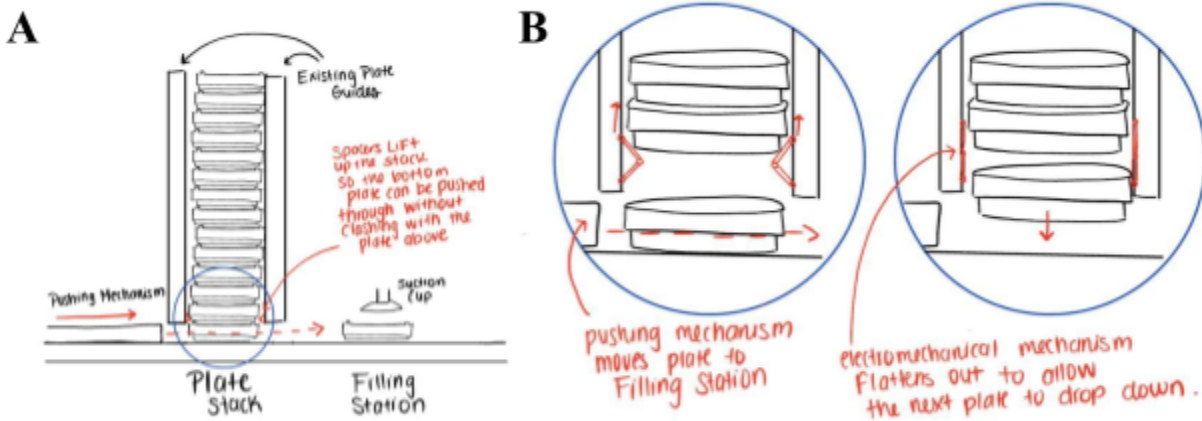 A
Existing Plate
Guides
Spacers LIFT
up the stack
so the bottom
plate can be pushed
through without
clashing with the
plate above
Pushing Mechanism
Suction
Cup
Plate
Stack
Filling
Station
B
pushing mechanism
moves plate to
Filling Station
electromechanical mechanism
Flattens out to allow
the next plate to drop down.